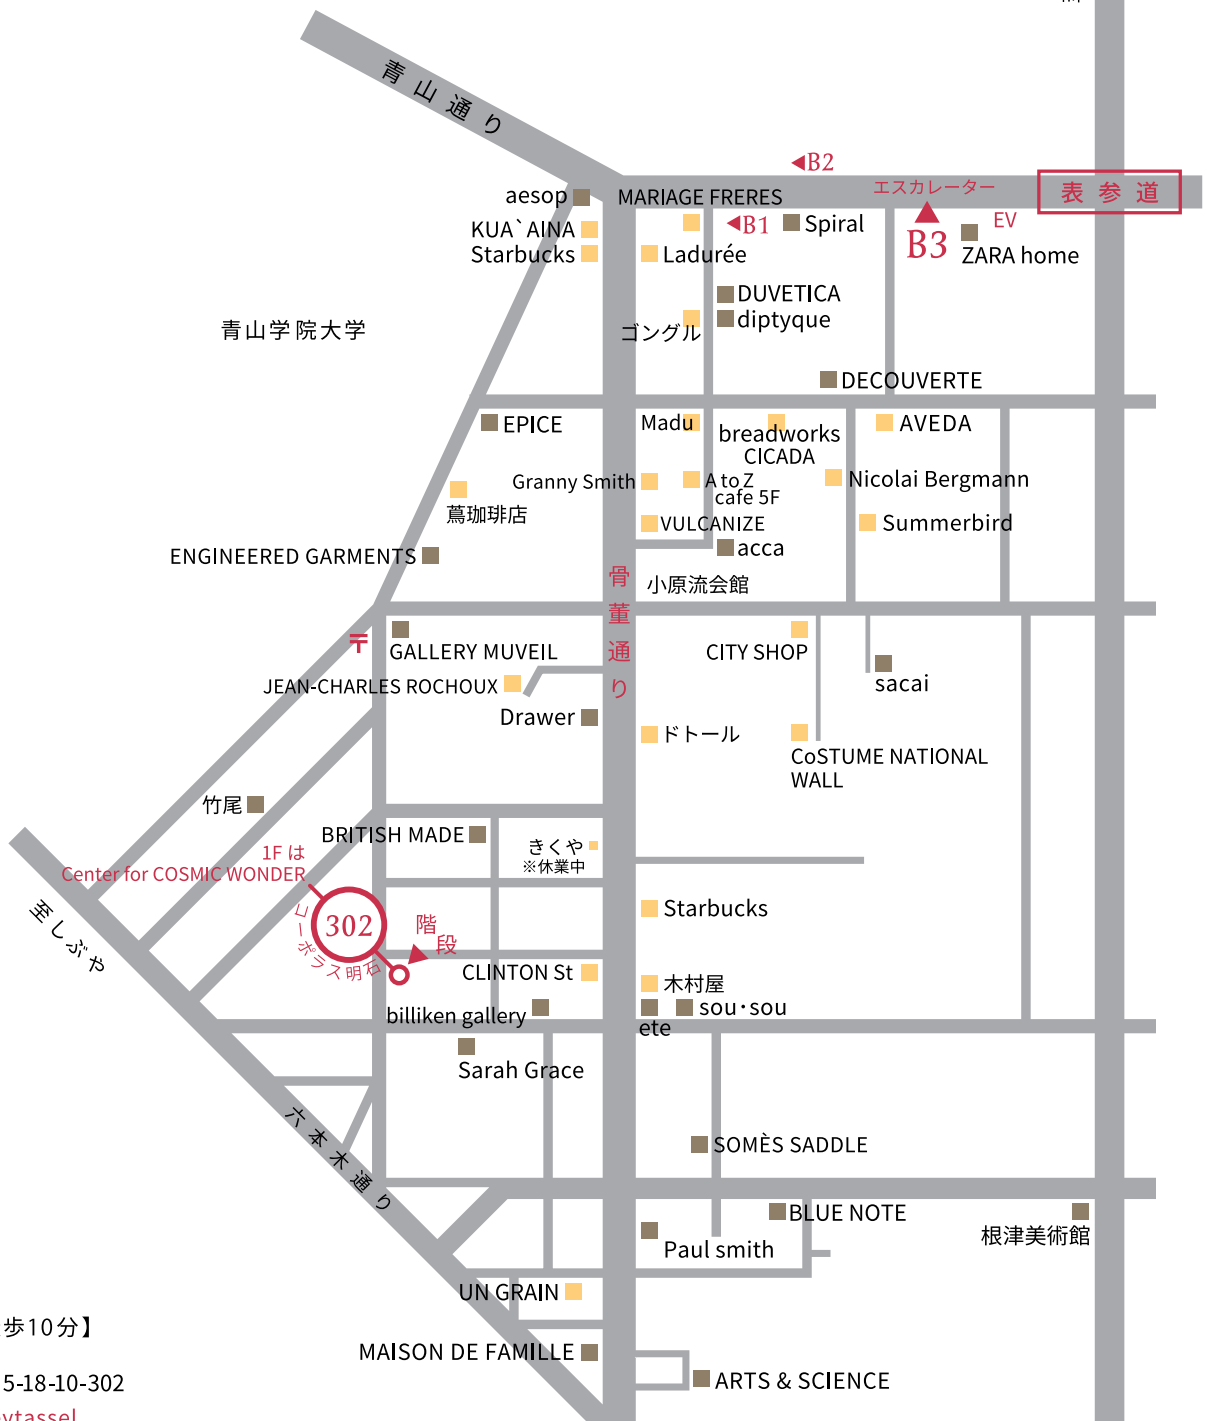 青山通り
B2
エスカレーター
表参道
aesop
MARIAGE FRERES
KUA`AINA
B1
Spiral
B3
EV
Starbucks
Ladurée
ZARA home
DUVETICA
diptyque
ゴングル
青山学院大学
DECOUVERTE
EPICE
Madu
breadworks
CICADA
AVEDA
Granny Smith
A to Z
cafe 5F
Nicolai Bergmann
蔦珈琲店
VULCANIZE
Summerbird
ENGINEERED GARMENTS
acca
骨董通り
小原流会館
〒
GALLERY MUVEIL
CITY SHOP
JEAN-CHARLES ROCHOUX
sacai
Drawer
ドトール
CoSTUME NATIONAL
WALL
竹尾
BRITISH MADE
きくや
※休業中
1F は
Center for COSMIC WONDER
302
コーポラス明石
階段
至しぶや
Starbucks
CLINTON St
木村屋
billiken gallery
sou・sou
ete
Sarah Grace
六本木通り
SOMÈS SADDLE
BLUE NOTE
根津美術館
Paul smith
UN GRAIN
歩10分】
MAISON DE FAMILLE
5-18-10-302
ARTS & SCIENCE
ytassel